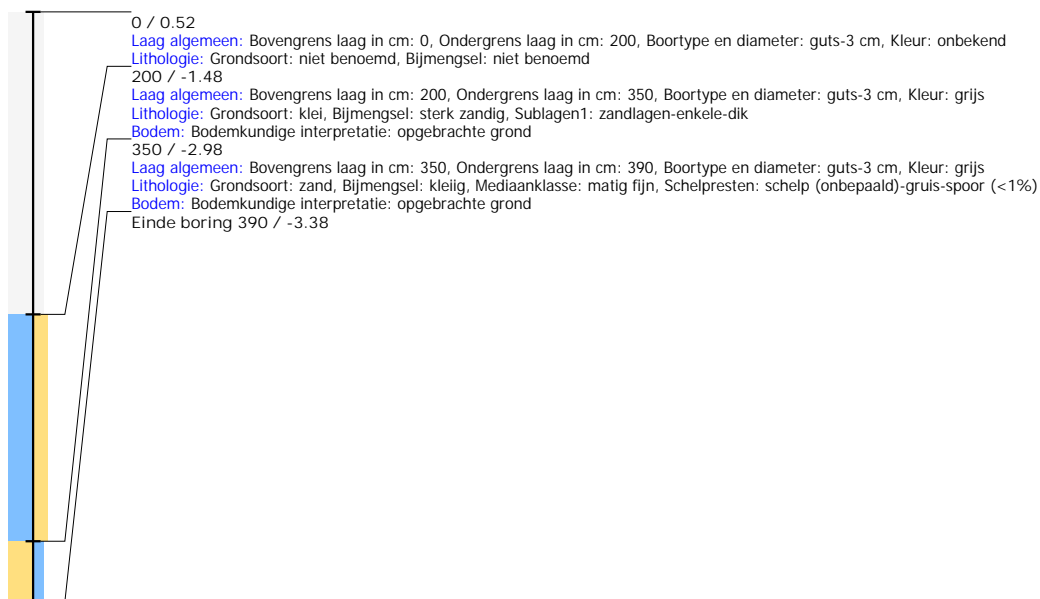 0 / 0.52
Laag algemeen: Bovengrens laag in cm: 0, Ondergrens laag in cm: 200, Boortype en diameter: guts-3 cm, Kleur: onbekend
Lithologie: Grondsoort: niet benoemd, Bijmengsel: niet benoemd
200 / -1.48
Laag algemeen: Bovengrens laag in cm: 200, Ondergrens laag in cm: 350, Boortype en diameter: guts-3 cm, Kleur: grijs
Lithologie: Grondsoort: klei, Bijmengsel: sterk zandig, Sublagen1: zandlagen-enkele-dik
Bodem: Bodemkundige interpretatie: opgebrachte grond
350 / -2.98
Laag algemeen: Bovengrens laag in cm: 350, Ondergrens laag in cm: 390, Boortype en diameter: guts-3 cm, Kleur: grijs
Lithologie: Grondsoort: zand, Bijmengsel: kleiig, Mediaanklasse: matig fijn, Schelpresten: schelp (onbepaald)-gruis-spoor (<1%)
Bodem: Bodemkundige interpretatie: opgebrachte grond
Einde boring 390 / -3.38